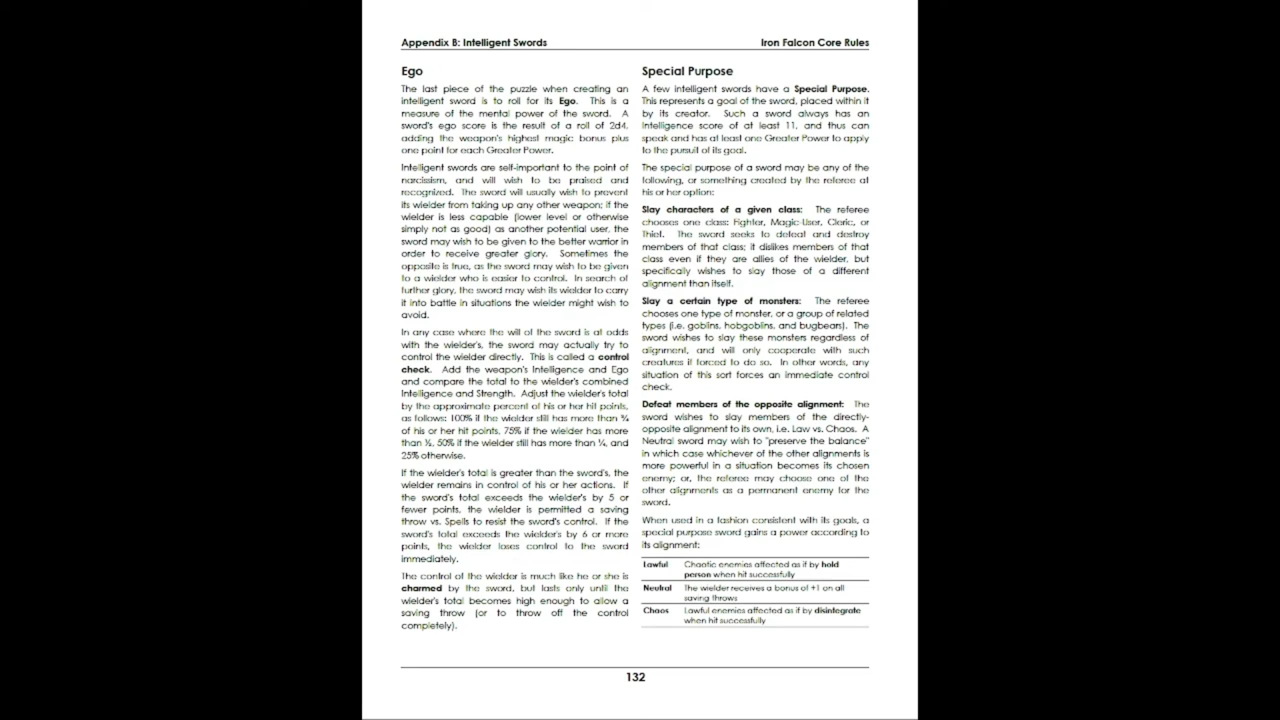 Appendix B: Intelligent Swords
Iron Falcon Core Rules
Ego
The last piece of the puzzle when creating an
intelligent sword is to roll for its Ego. This is a
measure of the mental power of the sword. A
sword's ego score is the result of a roll of 2d4,
adding the weapon's highest magic bonus plus
one point for each Greater Power.
Intelligent swords are self-important to the point of
narcissism, and will wish to be praised and
recognized. The sword will usually wish to prevent
its wielder from taking up any other weapon; if the
wielder is less capable (lower level or otherwise
simply not as good) as another potential user, the
sword may wish to be given to the better warrior in
order to receive greater glory. Sometimes the
opposite is true, as the sword may wish to be given
to a wielder who is easier to control. In search of
further glory, the sword may wish its wielder to carry
it into battle in situations the wielder might wish to
avoid.
In any case where the will of the sword is at odds
with the wielder's, the sword may actually try to
control the wielder directly. This is called a control
check. Add the weapon's Intelligence and Ego
and compare the total to the wielder's combined
Intelligence and Strength. Adjust the wielder's total
by the approximate percent of his or her hit points,
as follows: 100% if the wielder still has more than ¾
of his or her hit points, 75% if the wielder has more
than ½, 50% if the wielder still has more than ¼, and
25% otherwise.
If the wielder's total is greater than the sword's, the
wielder remains in control of his or her actions. If
the sword's total exceeds the wielder's by 5 or
fewer points, the wielder is permitted a saving
throw vs. Spells to resist the sword's control. If the
sword's total exceeds the wielder's by 6 or more
points, the wielder loses control to the sword
immediately.
The control of the wielder is much like he or she is
charmed by the sword, but lasts only until the
wielder's total becomes high enough to allow a
saving throw (or to throw off the control
completely).
Special Purpose
A few intelligent swords have a Special Purpose.
This represents a goal of the sword, placed within it
by its creator. Such a sword always has an
Intelligence score of at least 11, and thus can
speak and has at least one Greater Power to apply
to the pursuit of its goal.
The special purpose of a sword may be any of the
following, or something created by the referee at
his or her option:
Slay characters of a given class: The referee
chooses one class: Fighter, Magic-User, Cleric, or
Thief. The sword seeks to defeat and destroy
members of that class; it dislikes members of that
class even if they are allies of the wielder, but
specifically wishes to slay those of a different
alignment than itself.
Slay a certain type of monsters: The referee
chooses one type of monster, or a group of related
types (i.e. goblins, hobgoblins, and bugbears). The
sword wishes to slay these monsters regardless of
alignment, and will only cooperate with such
creatures if forced to do so. In other words, any
situation of this sort forces an immediate control
check.
Defeat members of the opposite alignment: The
sword wishes to slay members of the directly-
opposite alignment to its own, i.e. Law vs. Chaos. A
Neutral sword may wish to "preserve the balance"
in which case whichever of the other alignments is
more powerful in a situation becomes its chosen
enemy; or, the referee may choose one of the
other alignments as a permanent enemy for the
sword.
When used in a fashion consistent with its goals, a
special purpose sword gains a power according to
its alignment:
Lawful Chaotic enemies affected as if by hold
person when hit successfully
Neutral The wielder receives a bonus of +1 on all
saving throws
Chaos Lawful enemies affected as if by disintegrate
when hit successfully
132